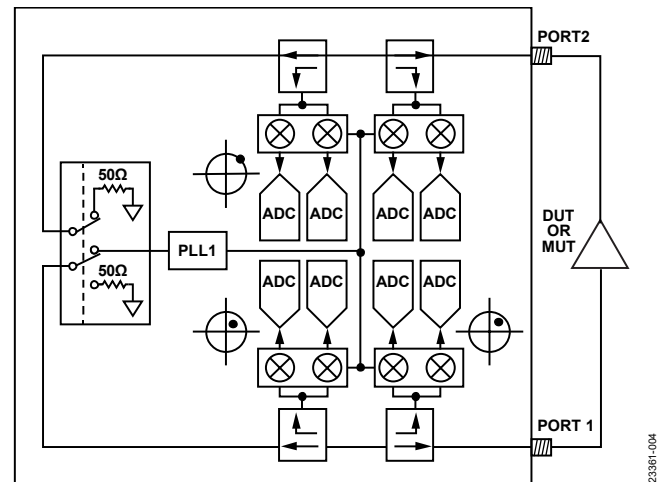 PORT2
50Ω
ADC
ADC
ADC
ADC
DUT
OR
MUT
PLL1
50Ω
ADC
ADC
ADC
ADC
PORT 1
23361-004